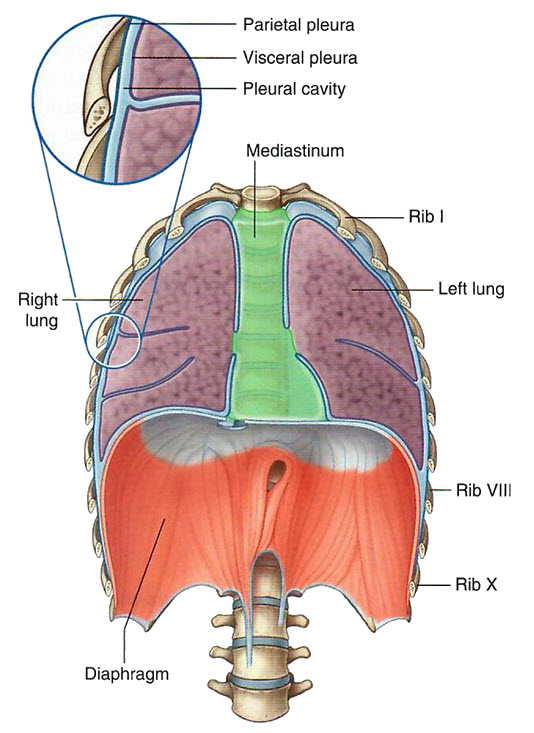 Parietal pleura
Visceral pleura
Pleural cavity
Mediastinum
Rib I
Right
lung
Left lung
Rib VIII
Rib X
Diaphragm